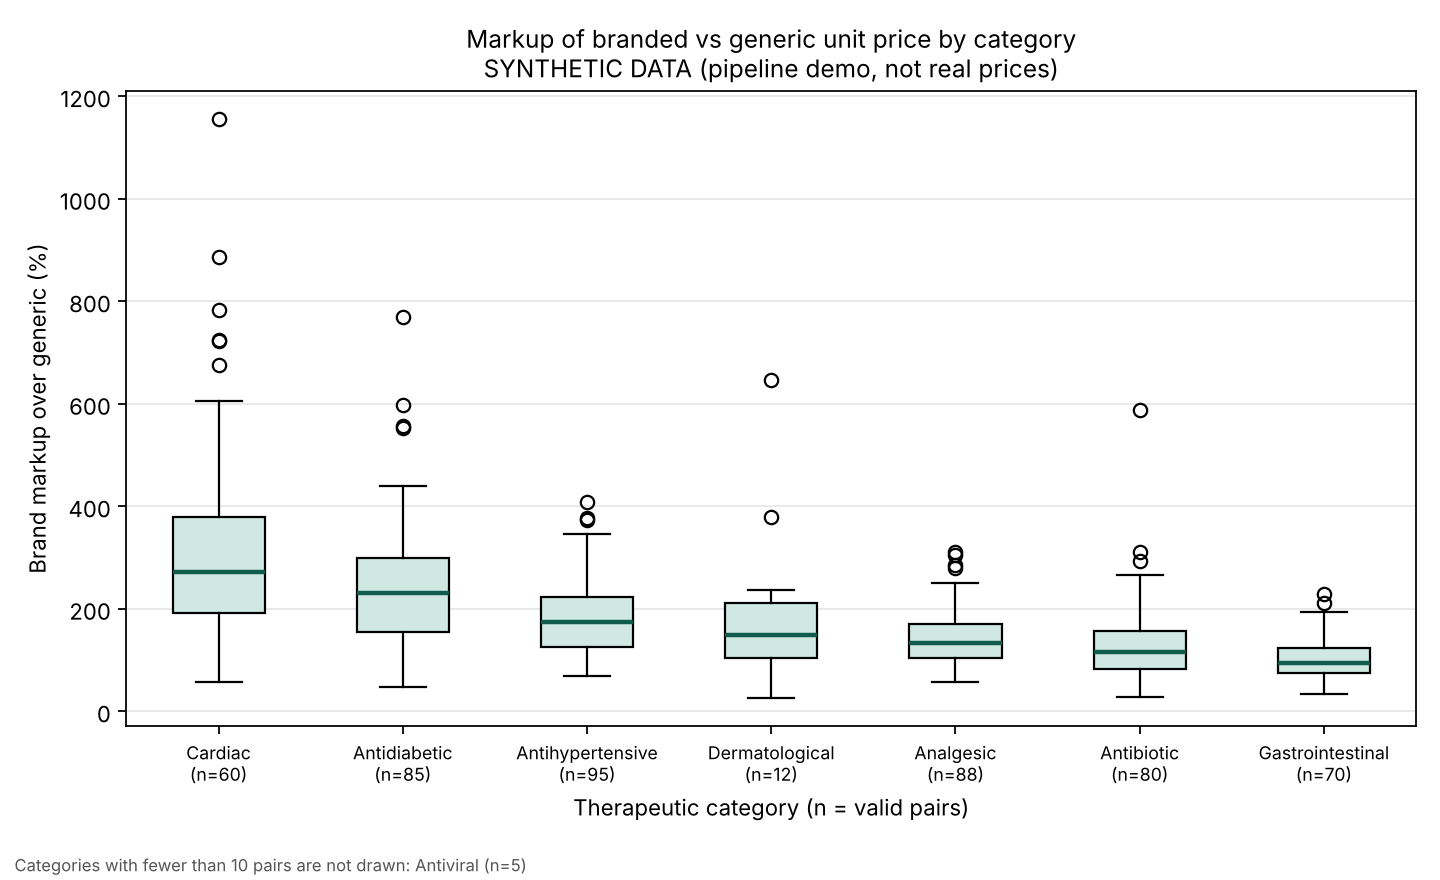 Markup of branded vs generic unit price by category
SYNTHETIC DATA (pipeline demo, not real prices)
Brand markup over generic (%)
1200
1000
800
600
400
200
0
Cardiac
(n=60)
Antidiabetic
(n=85)
Antihypertensive
(n=95)
Dermatological
(n=12)
Analgesic
(n=88)
Antibiotic
(n=80)
Gastrointestinal
(n=70)
Therapeutic category (n = valid pairs)
Categories with fewer than 10 pairs are not drawn: Antiviral (n=5)